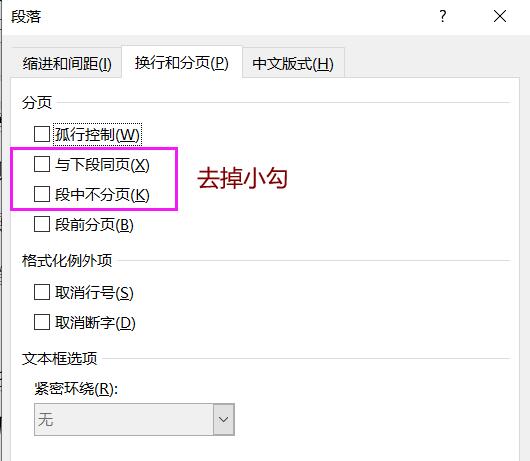 段落
? ×
缩进和间距(I) 换行和分页(P) 中文版式(H)
分页
孤行控制(W)
与下段同页(X)
去掉小勾
段中不分页(K)
段前分页(B)
格式化例外项
取消行号(S)
取消断字(D)
文本框选项
紧密环绕(R):
无